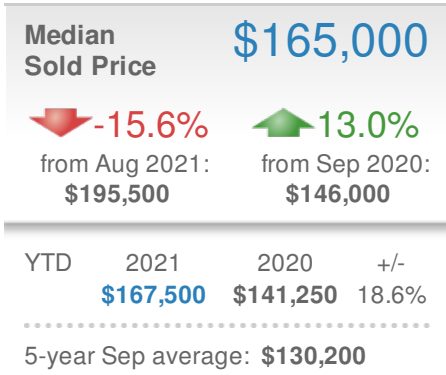 Median
Sold Price
$165,000
-15.6%
13.0%
from Aug 2021:
from Sep 2020:
$195,500
$146,000
YTD 2021 2020 +/-
$167,500 $141,250 18.6%
5-year Sep average: $130,200